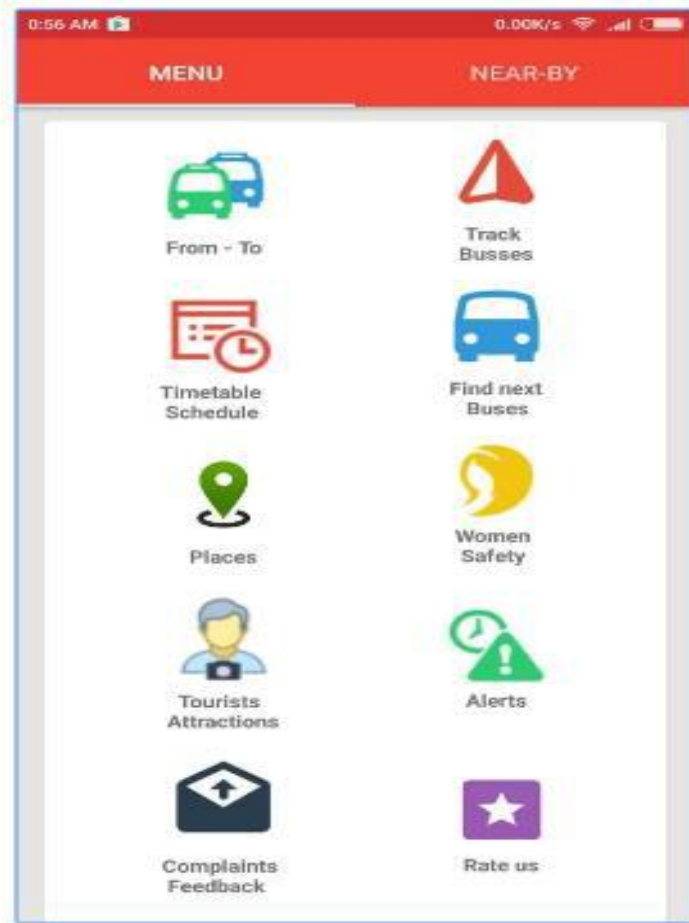 0:56 AM 0.00K/s
MENU NEAR-BY
From - To
Track
Busses
Timetable
Schedule
Find next
Buses
Places
Women
Safety
Tourists
Attractions
Alerts
Complaints
Feedback
Rate us